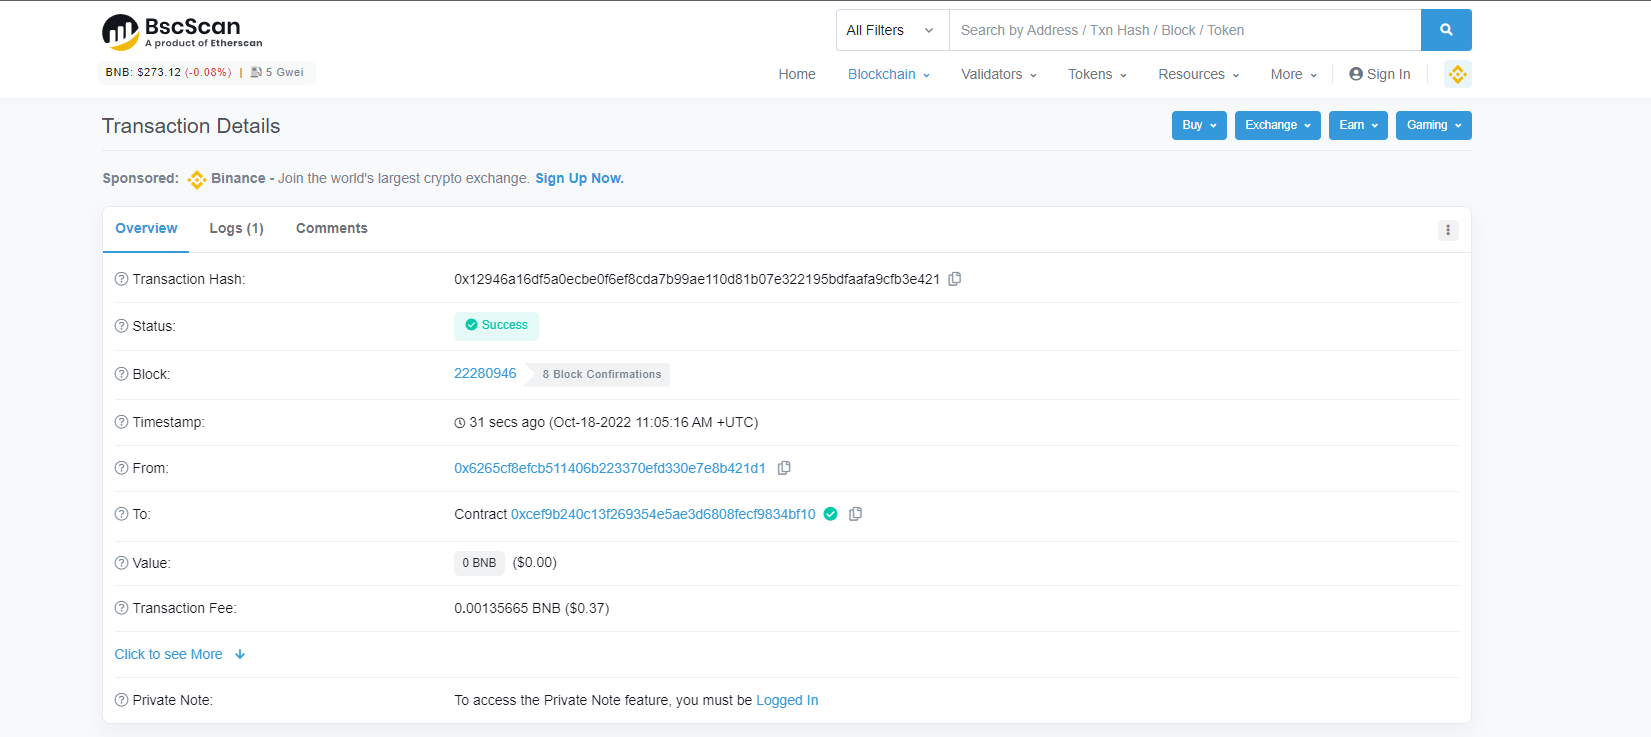 BscScan
A product of Etherscan
All Filters
Search by Address / Txn Hash / Block / Token
BNB: $273.12 (-0.08%) | 5 Gwei
Home Blockchain Validators Tokens Resources More Sign In
Transaction Details
Buy Exchange Earn Gaming
Sponsored: Binance - Join the world's largest crypto exchange. Sign Up Now.
Overview Logs (1) Comments
Transaction Hash: 0x12946a16df5a0ecbe0f6ef8cda7b99ae110d81b07e322195bdfaafa9cfb3e421
Status: Success
Block: 22280946 8 Block Confirmations
Timestamp: 31 secs ago (Oct-18-2022 11:05:16 AM +UTC)
From: 0x6265cf8efcb511406b223370efd330e7e8b421d1
To: Contract 0xcef9b240c13f269354e5ae3d6808fecf9834bf10
Value: 0 BNB ($0.00)
Transaction Fee: 0.00135665 BNB ($0.37)
Click to see More
Private Note: To access the Private Note feature, you must be Logged In